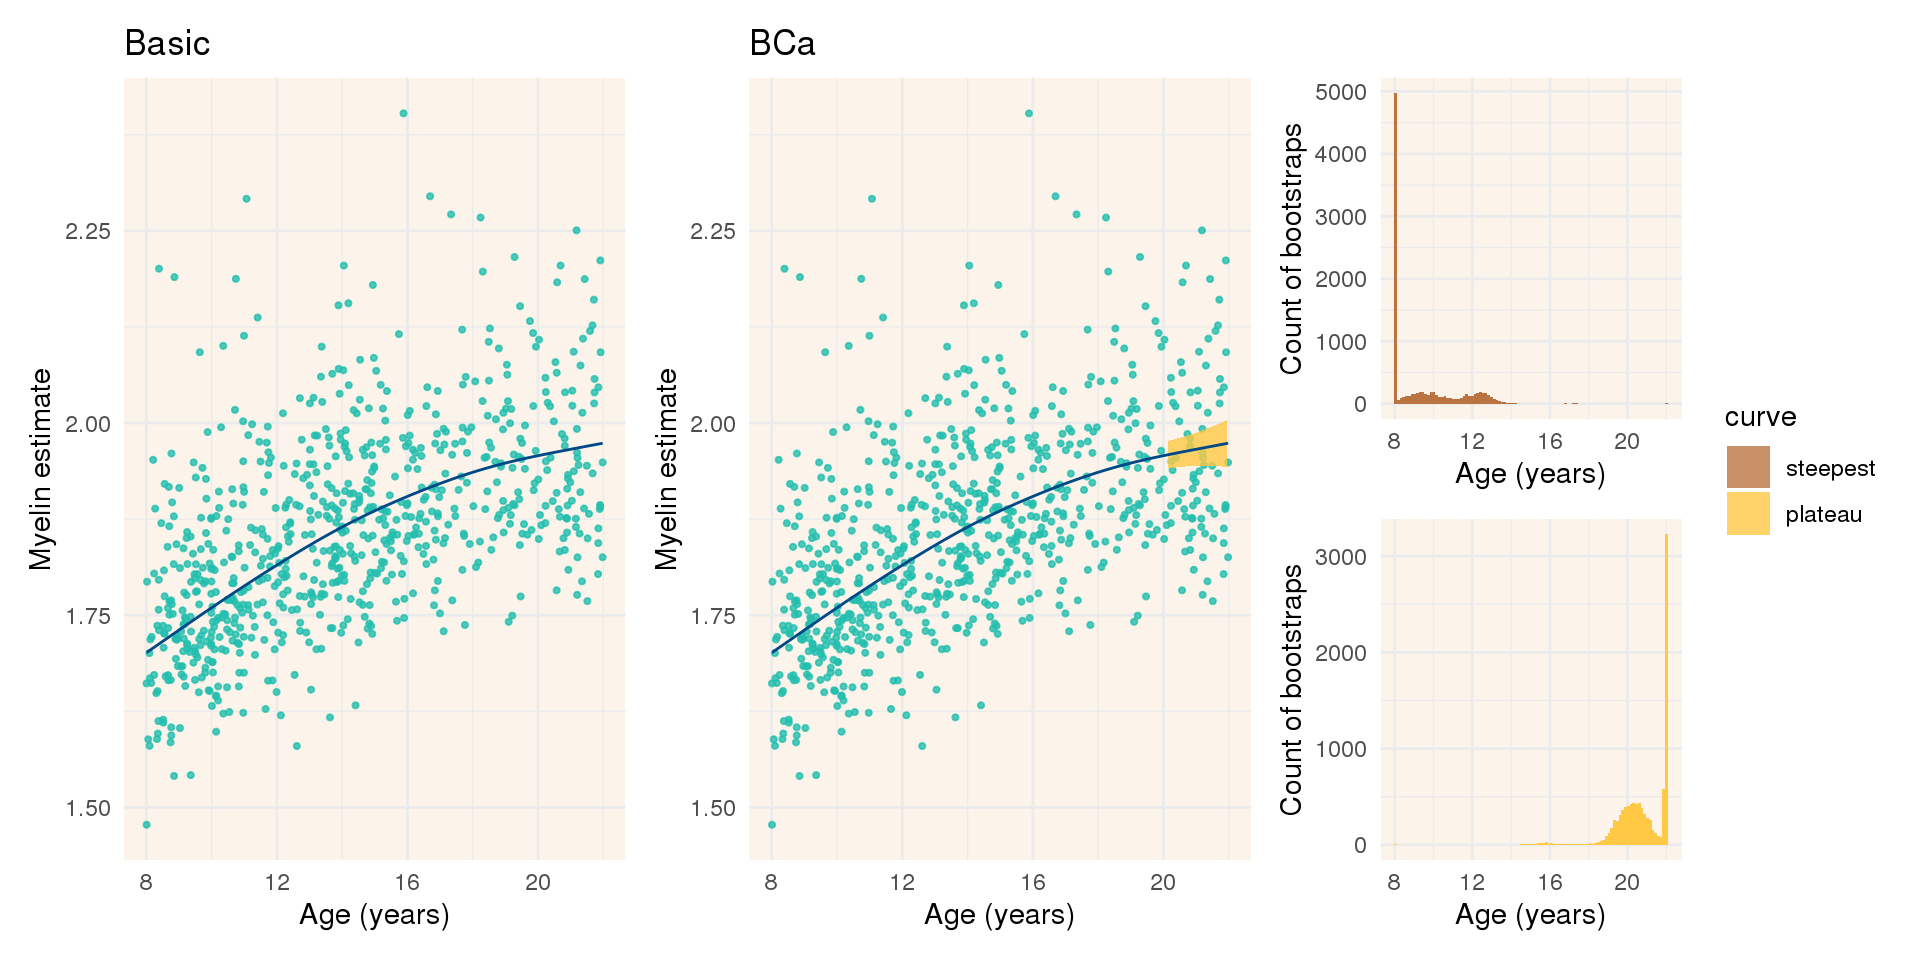 Basic
Myelin estimate
2.25
2.00
1.75
1.50
8 12 16 20
Age (years)
BCa
Myelin estimate
2.25
2.00
1.75
1.50
8 12 16 20
Age (years)
Count of bootstraps
5000
4000
3000
2000
1000
0
8 12 16 20
Age (years)
Count of bootstraps
3000
2000
1000
0
8 12 16 20
Age (years)
curve
steepest
plateau